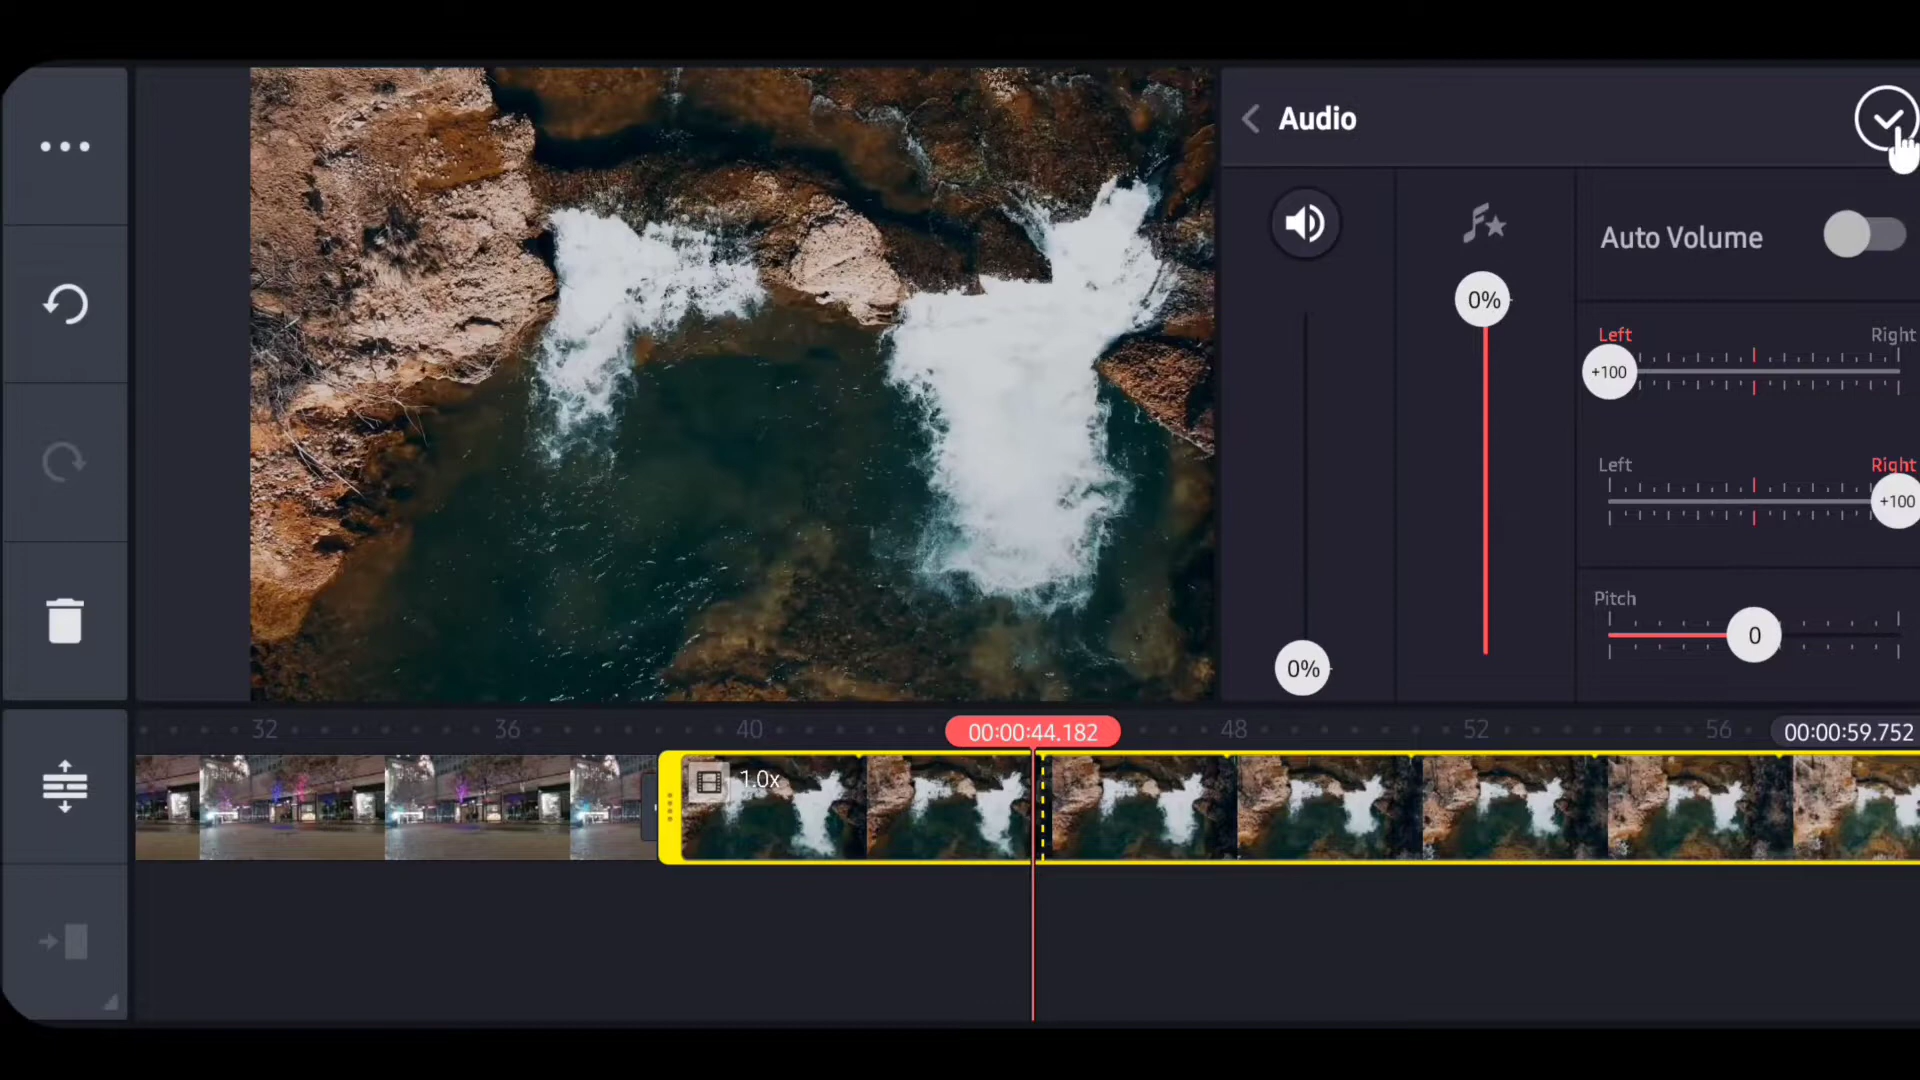 Audio
Auto Volume
0%
Left Right
+100
Left Right
+100
Pitch
0
0%
32 36 40 00:00:44.182 48 52 56 00:00:59.752
1.0x